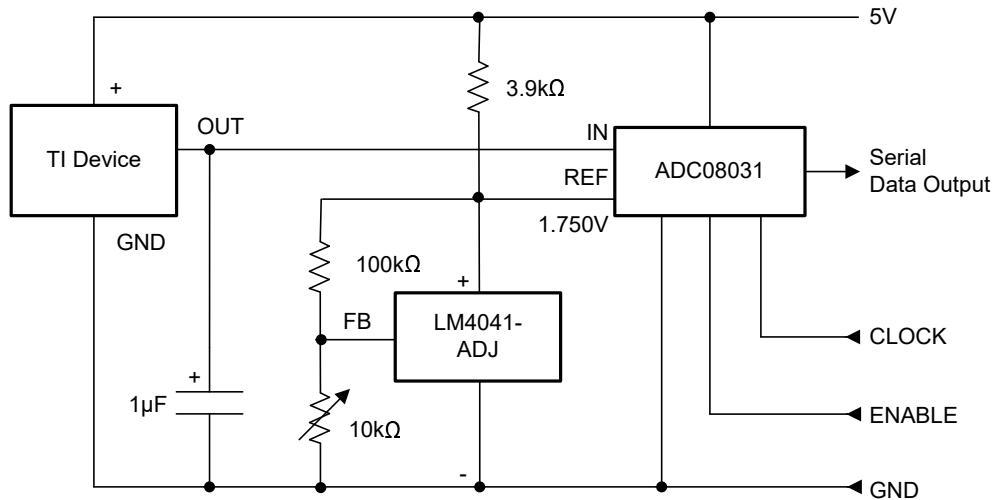 5V
+
3.9kΩ
OUT
IN
TI Device
ADC08031
Serial
Data Output
REF
1.750V
GND
100kΩ
+
FB
LM4041-
ADJ
CLOCK
+
1µF
10kΩ
ENABLE
-
GND